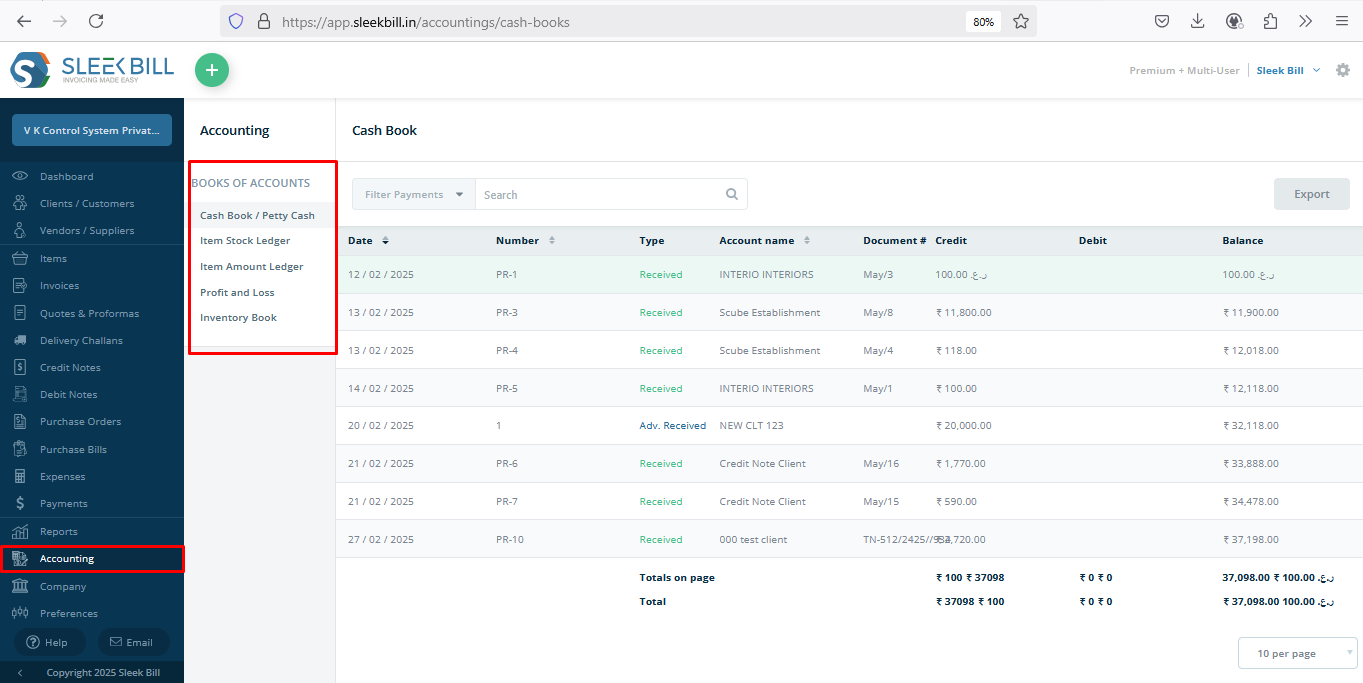 https://app.sleekbill.in/accountings/cash-books 80%
SLEEK BILL
INVOICING MADE EASY
+
Premium + Multi-User Sleek Bill
V K Control System Privat...
Dashboard
Clients / Customers
Vendors / Suppliers
Items
Invoices
Quotes & Proformas
Delivery Challans
Credit Notes
Debit Notes
Purchase Orders
Purchase Bills
Expenses
Payments
Reports
Accounting
Company
Preferences
Help Email
Copyright 2025 Sleek Bill
Accounting
BOOKS OF ACCOUNTS
Cash Book / Petty Cash
Item Stock Ledger
Item Amount Ledger
Profit and Loss
Inventory Book
Cash Book
Filter Payments Search Export
Date Number Type Account name Document # Credit Debit Balance
12 / 02 / 2025 PR-1 Received INTERIO INTERIORS May/3 100.00 ر.ع. 100.00 ر.ع.
13 / 02 / 2025 PR-3 Received Scube Establishment May/8 ₹ 11,800.00 ₹ 11,900.00
13 / 02 / 2025 PR-4 Received Scube Establishment May/4 ₹ 118.00 ₹ 12,018.00
14 / 02 / 2025 PR-5 Received INTERIO INTERIORS May/1 ₹ 100.00 ₹ 12,118.00
20 / 02 / 2025 1 Adv. Received NEW CLT 123 ₹ 20,000.00 ₹ 32,118.00
21 / 02 / 2025 PR-6 Received Credit Note Client May/16 ₹ 1,770.00 ₹ 33,888.00
21 / 02 / 2025 PR-7 Received Credit Note Client May/15 ₹ 590.00 ₹ 34,478.00
27 / 02 / 2025 PR-10 Received 000 test client ₹ 37,198.00
Totals on page ₹ 100 ₹ 37098 ₹ 0 ₹ 0 37,098.00 ₹ 100.00 ر.ع.
Total ₹ 37098 ₹ 100 ₹ 0 ₹ 0 ₹ 37,098.00 100.00 ر.ع.
10 per page